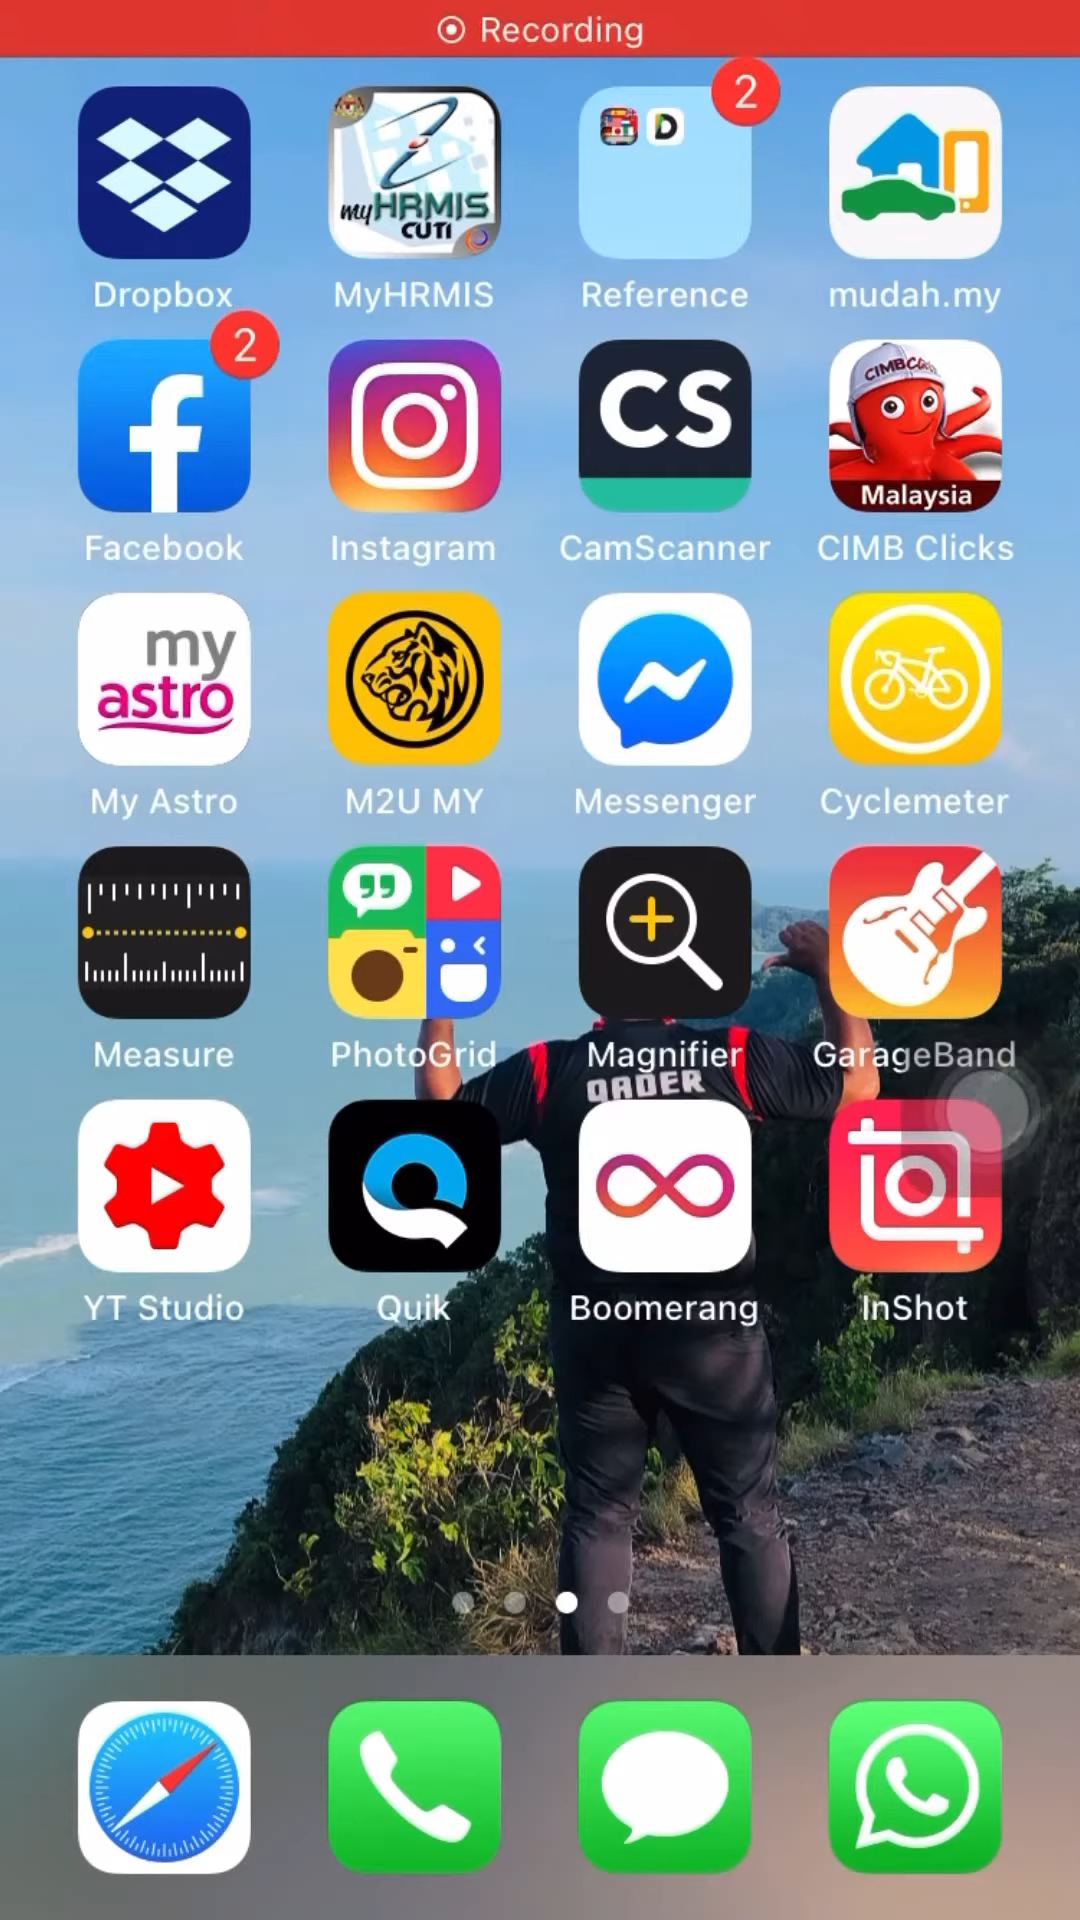 Recording
2
my HRMIS
CUTI
D
Dropbox
MyHRMIS
Reference
mudah.my
2
CS
CIMB Clicks
Malaysia
Facebook
Instagram
CamScanner
CIMB Clicks
my
astro
My Astro
M2U MY
Messenger
Cyclemeter
Measure
PhotoGrid
Magnifier
GarageBand
QADER
YT Studio
Quik
Boomerang
InShot